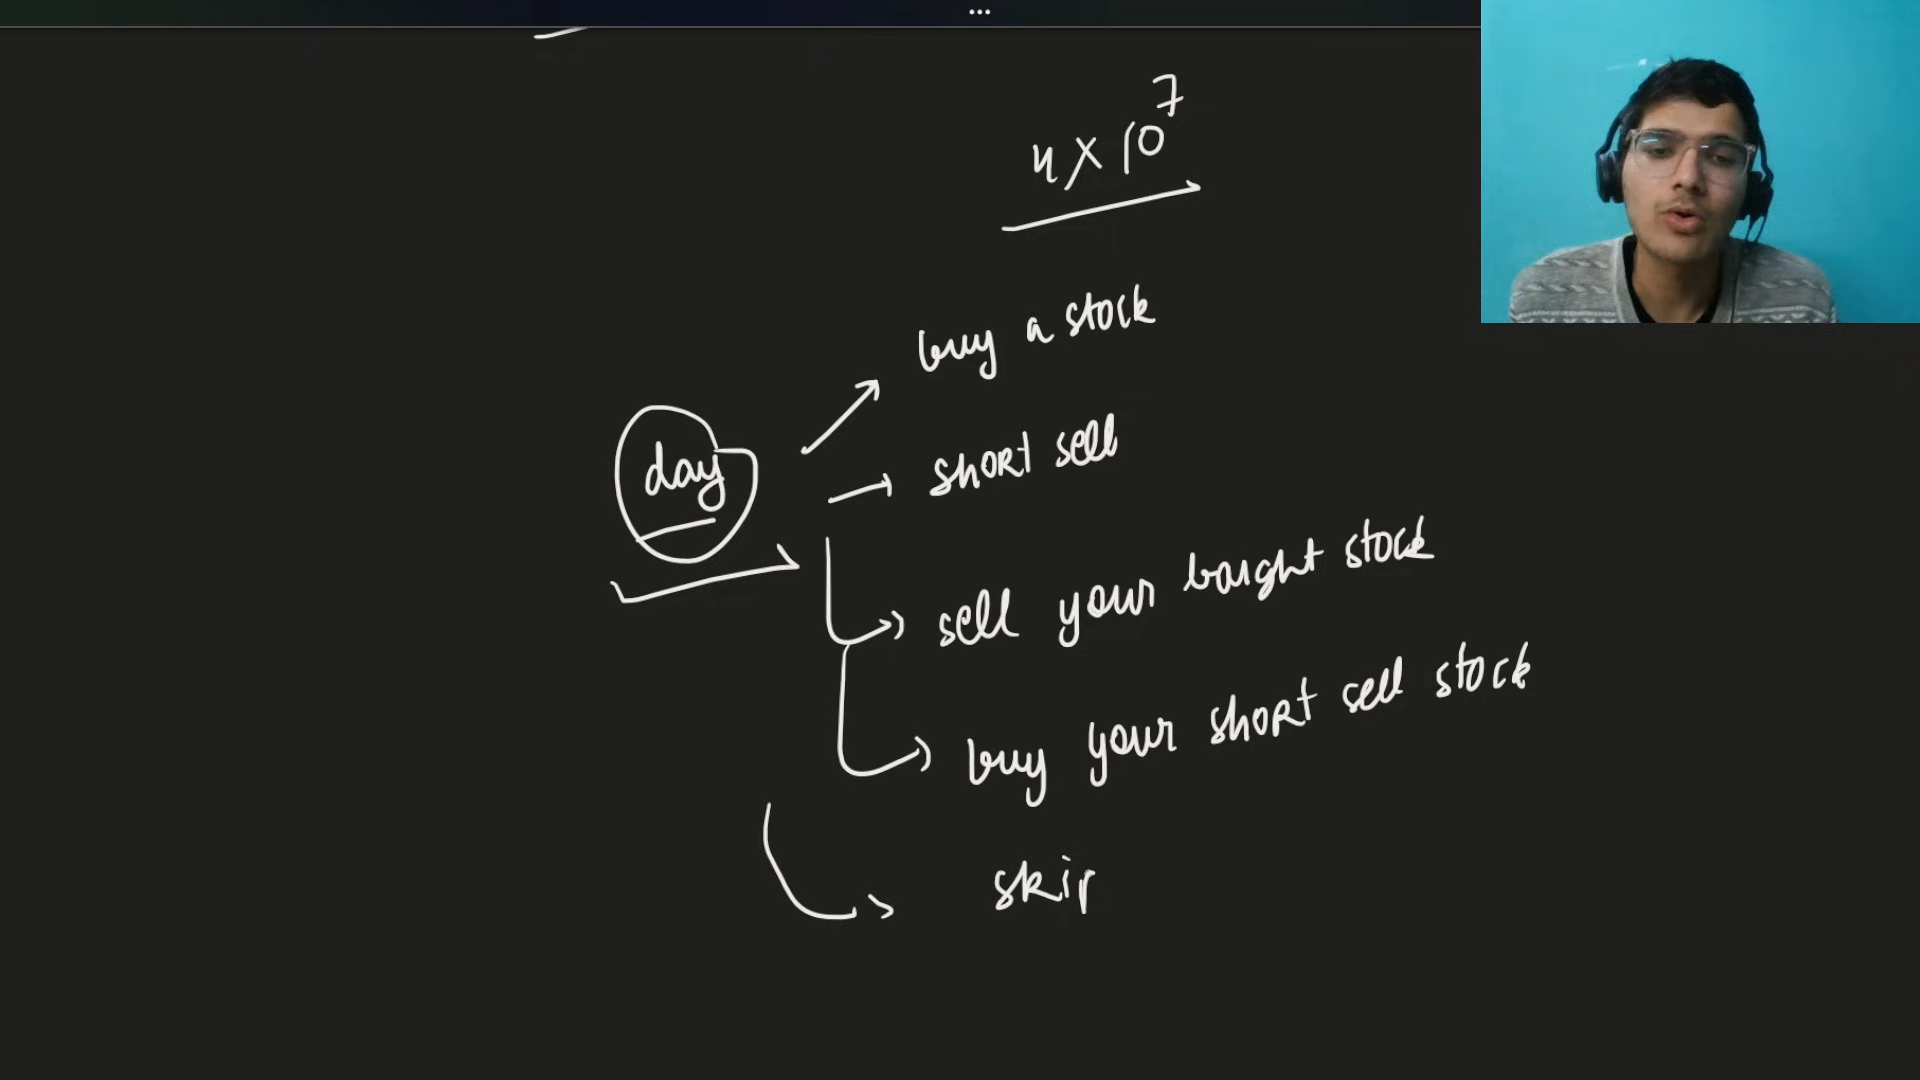 ...
4 × 10^7
buy a stock
day
short sell
sell your bought stock
buy your short sell stock
skip